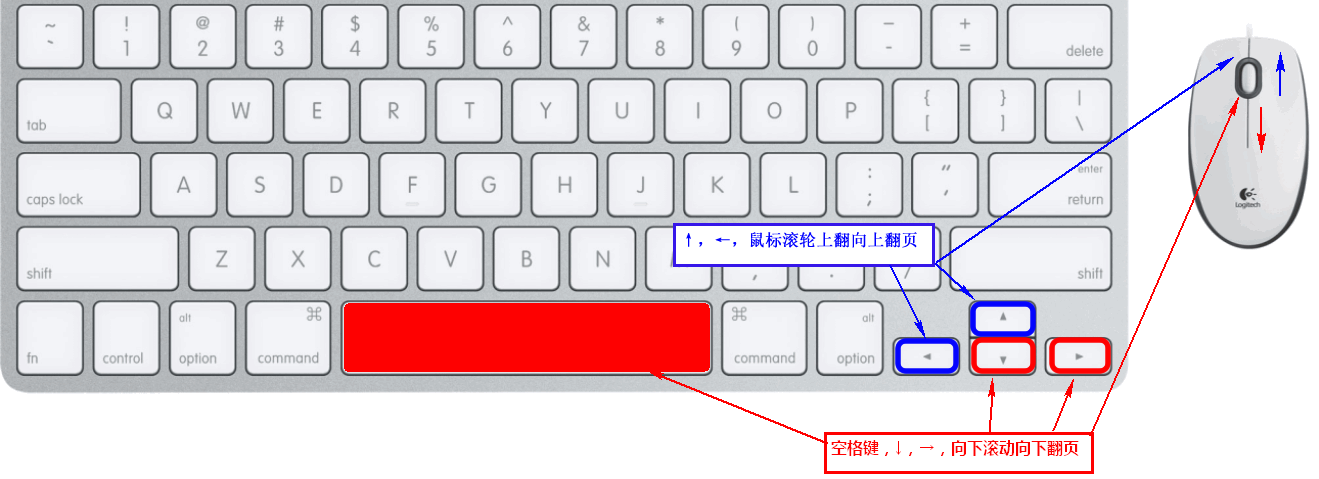 ~ ! @ # $ % ^ & * ( ) — +
` 1 2 3 4 5 6 7 8 9 0 - = delete
tab Q W E R T Y U I O P { } |
[ ] \
caps lock A S D F G H J K L : “ enter
; ‘ return
↑，←，鼠标滚轮上翻向上翻页
shift Z X C V B N shift
fn control alt option ⌘ command ⌘ command alt option ◀ ▲ ▼ ▶
Logitech
空格键，↓，→，向下滚动向下翻页